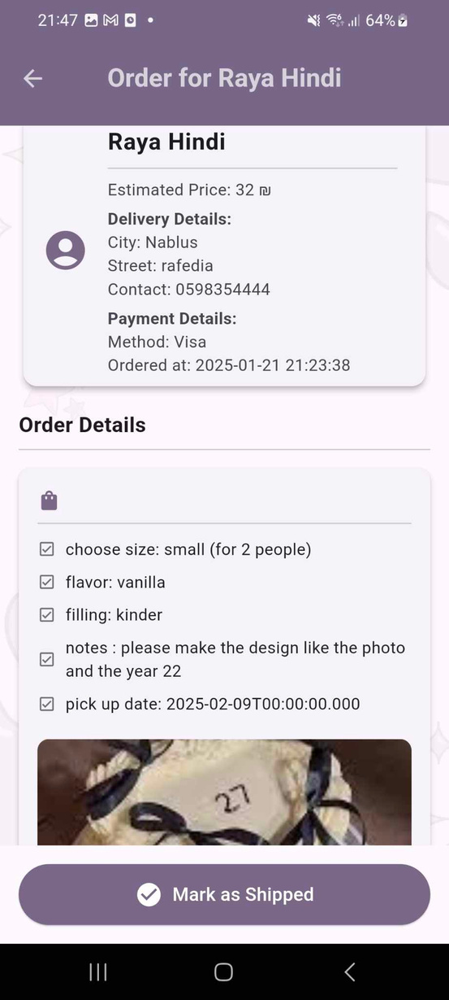 21:47 64%
Order for Raya Hindi
Raya Hindi
Estimated Price: 32 ₪
Delivery Details:
City: Nablus
Street: rafedia
Contact: 0598354444
Payment Details:
Method: Visa
Ordered at: 2025-01-21 21:23:38
Order Details
choose size: small (for 2 people)
flavor: vanilla
filling: kinder
notes : please make the design like the photo
and the year 22
pick up date: 2025-02-09T00:00:00.000
27
Mark as Shipped